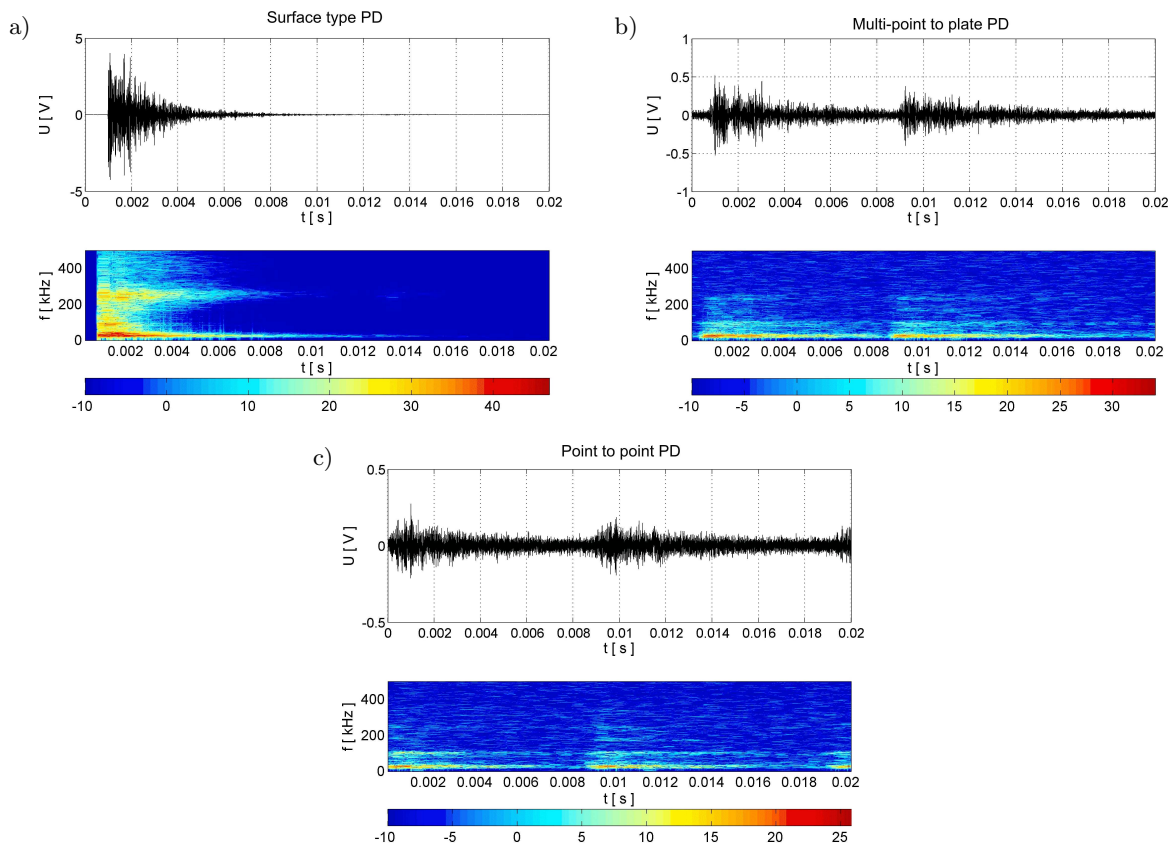 a)
Surface type PD
5
0
-5
U [ V ]
0 0.002 0.004 0.006 0.008 0.01 0.012 0.014 0.016 0.018 0.02
t [ s ]
400
200
0
f [ kHz ]
0.002 0.004 0.006 0.008 0.01 0.012 0.014 0.016 0.018 0.02
t [ s ]
-10 0 10 20 30 40
b)
Multi-point to plate PD
1
0.5
0
-0.5
-1
U [ V ]
0 0.002 0.004 0.006 0.008 0.01 0.012 0.014 0.016 0.018 0.02
t [ s ]
400
200
0
f [ kHz ]
0.002 0.004 0.006 0.008 0.01 0.012 0.014 0.016 0.018 0.02
t [ s ]
-10 -5 0 5 10 15 20 25 30
c)
Point to point PD
0.5
0
-0.5
U [ V ]
0 0.002 0.004 0.006 0.008 0.01 0.012 0.014 0.016 0.018 0.02
t [ s ]
400
200
0
f [ kHz ]
0.002 0.004 0.006 0.008 0.01 0.012 0.014 0.016 0.018 0.02
t [ s ]
-10 -5 0 5 10 15 20 25